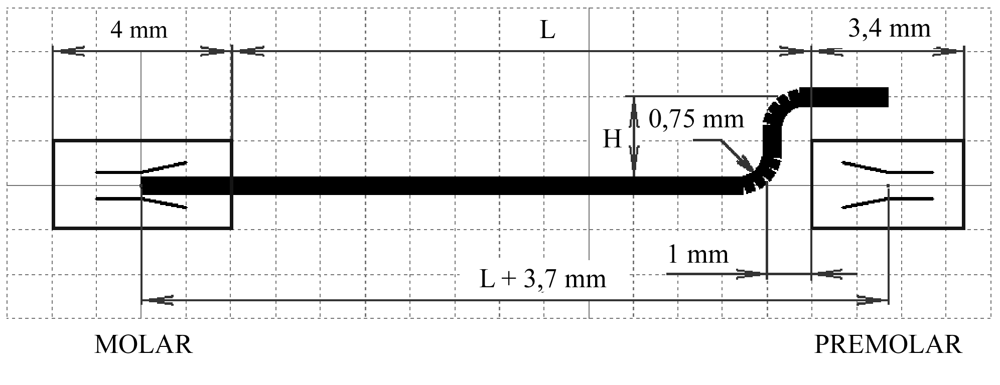 4 mm
L
3,4 mm
0,75 mm
H
1 mm
L + 3,7 mm
MOLAR
PREMOLAR